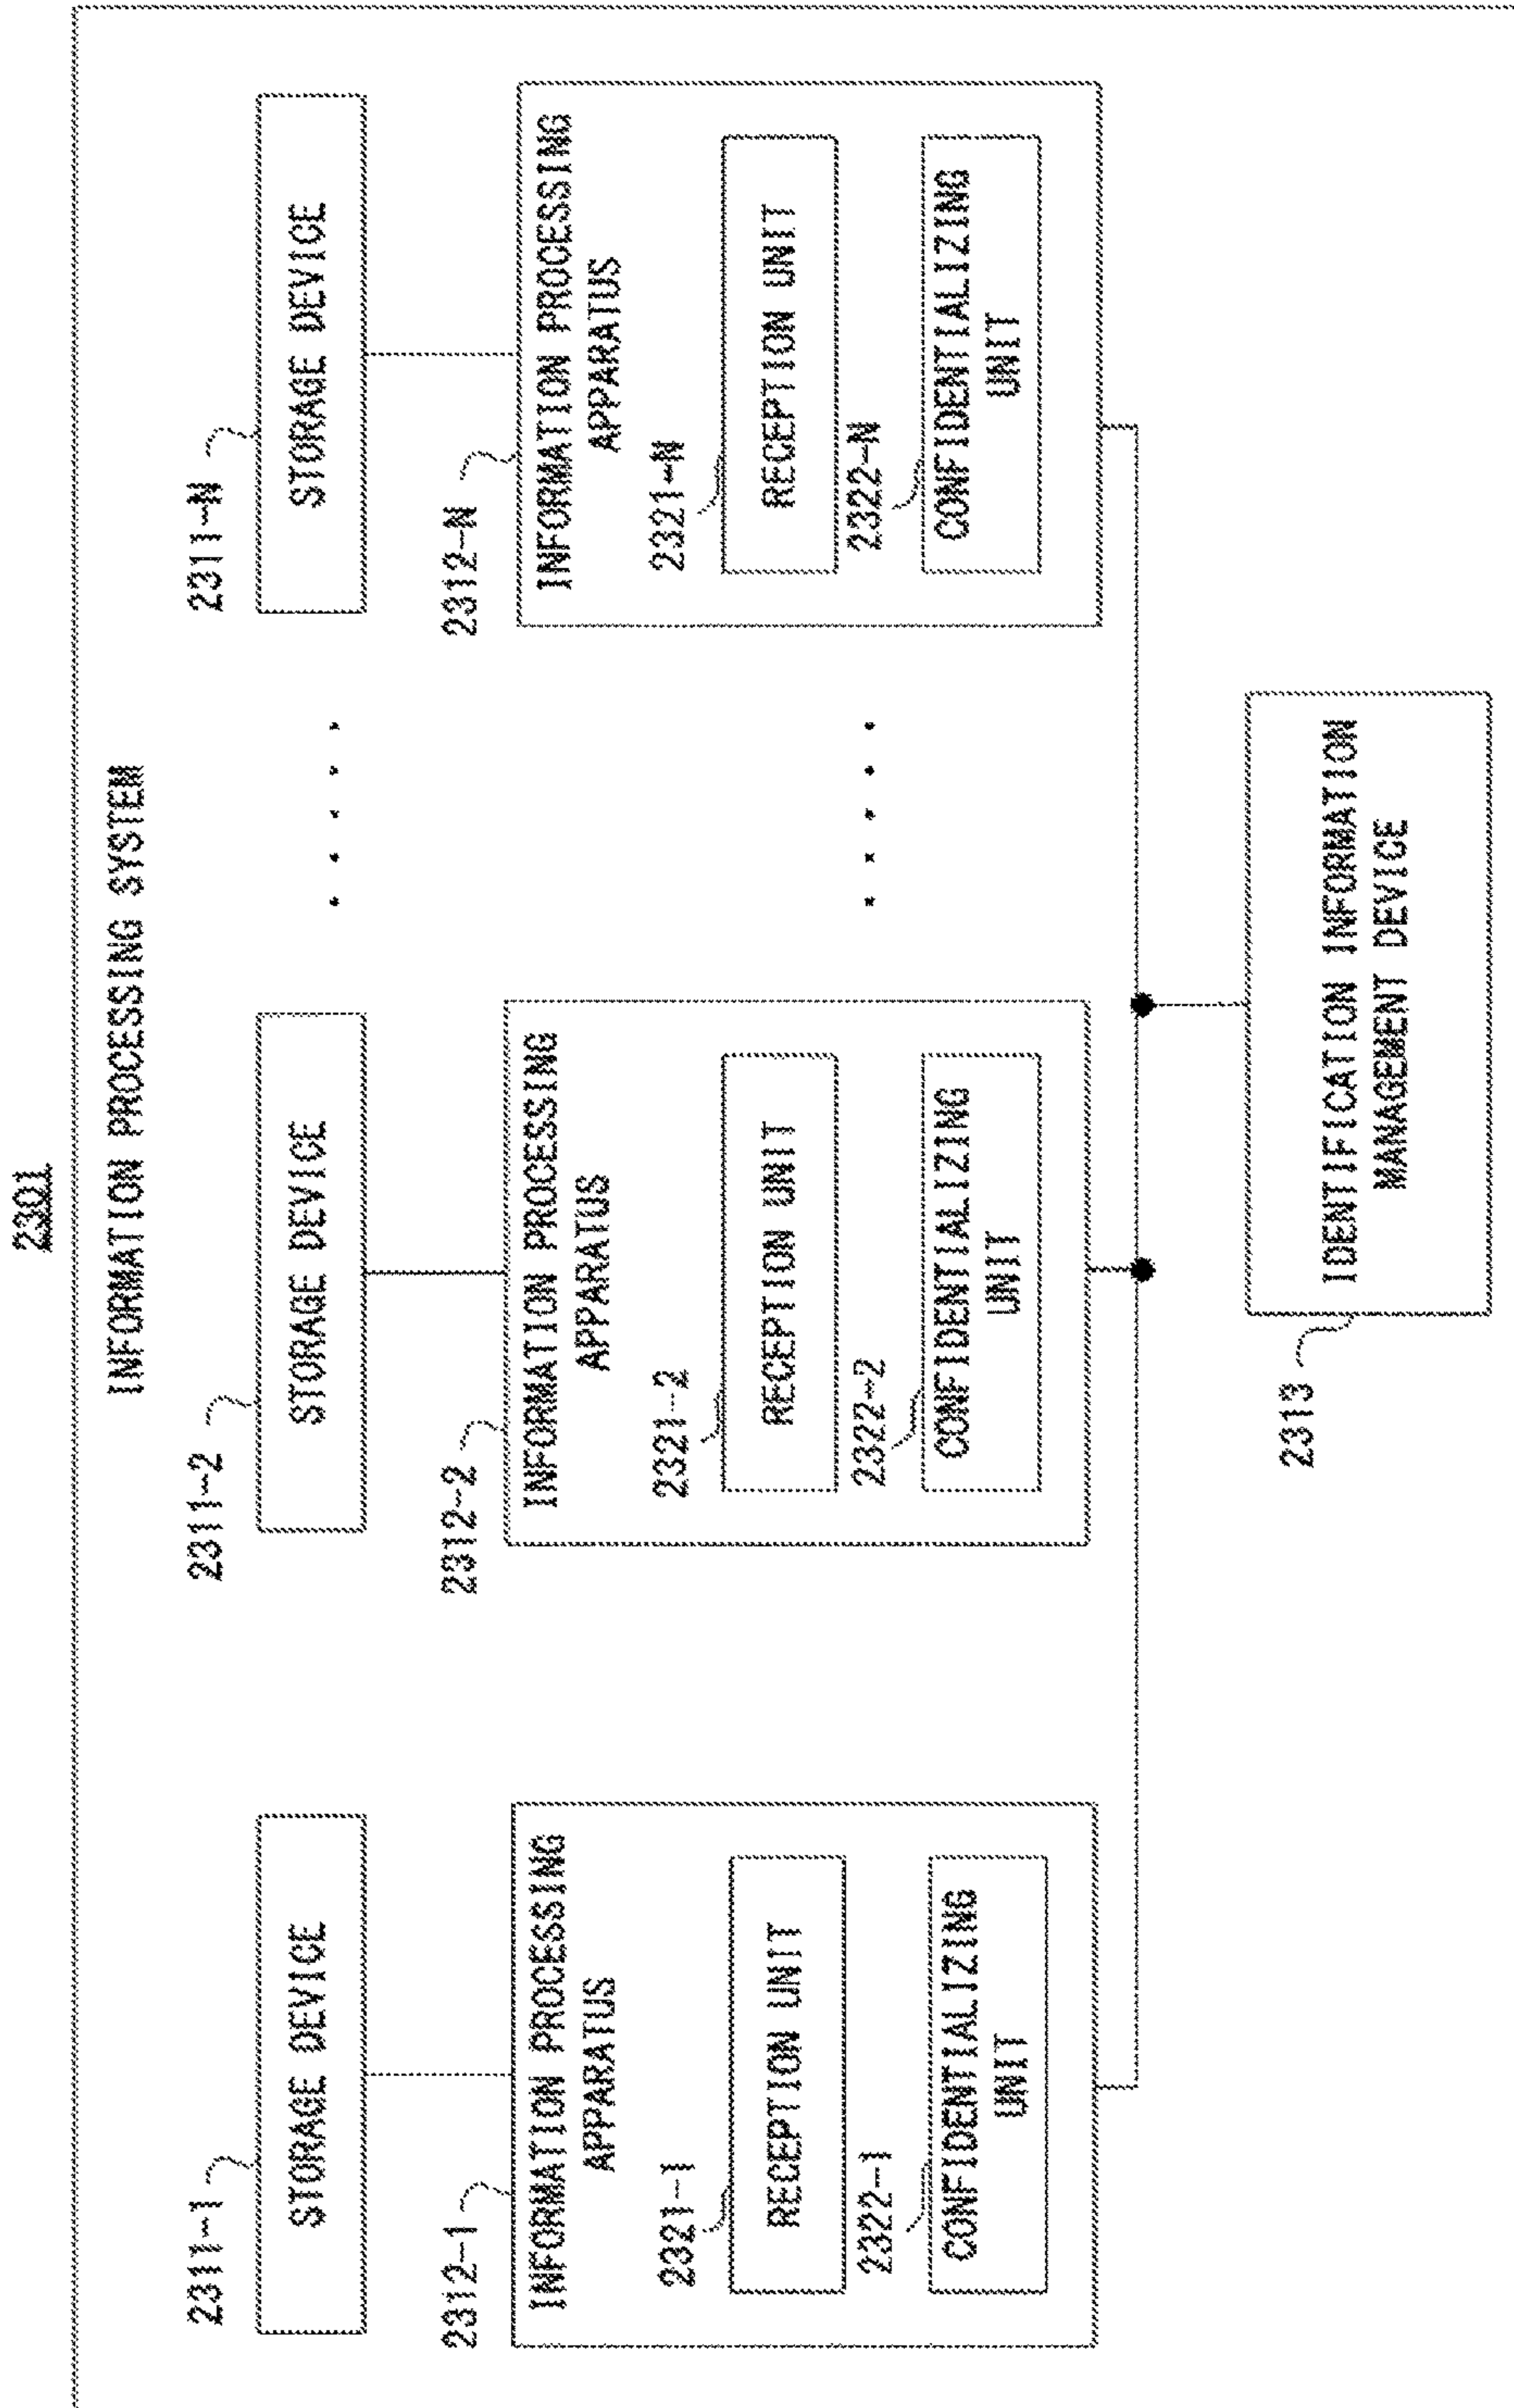 2301
INFORMATION PROCESSING SYSTEM
2311-1
STORAGE DEVICE
2312-1
INFORMATION PROCESSING
APPARATUS
2321-1
RECEPTION UNIT
2322-1
CONFIDENTIALIZING
UNIT
2311-2
STORAGE DEVICE
2312-2
INFORMATION PROCESSING
APPARATUS
2321-2
RECEPTION UNIT
2322-2
CONFIDENTIALIZING
UNIT
2311-N
STORAGE DEVICE
2312-N
INFORMATION PROCESSING
APPARATUS
2321-N
RECEPTION UNIT
2322-N
CONFIDENTIALIZING
UNIT
2313
IDENTIFICATION INFORMATION
MANAGEMENT DEVICE